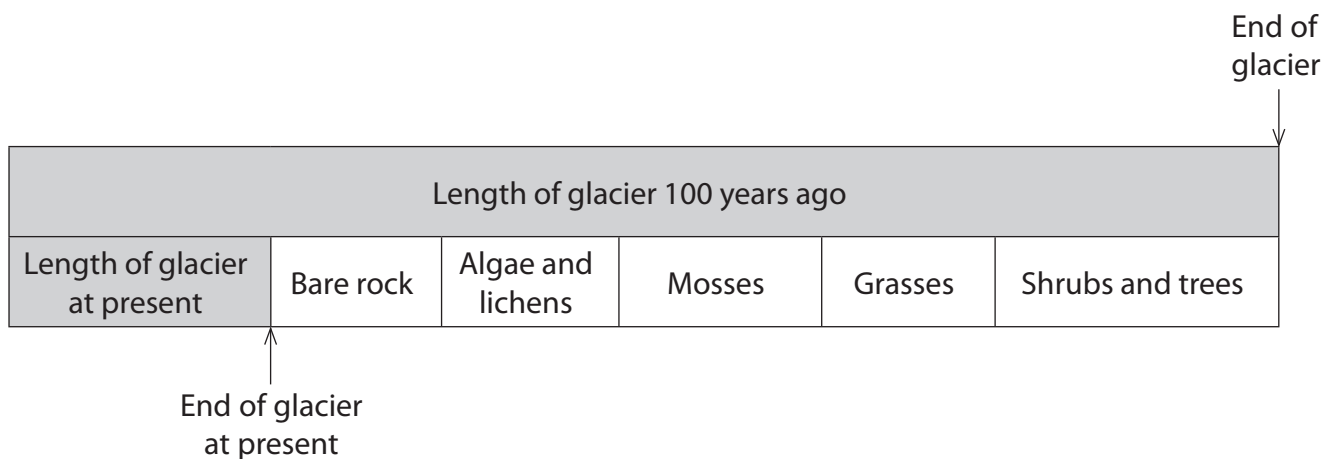 End of
glacier
Length of glacier 100 years ago
Length of glacier
at present
Bare rock
Algae and
lichens
Mosses
Grasses
Shrubs and trees
End of glacier
at present